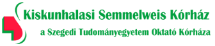 Kiskunhalasi Semmelweis Kórház
a Szegedi Tudományegyetem Oktató Kórháza